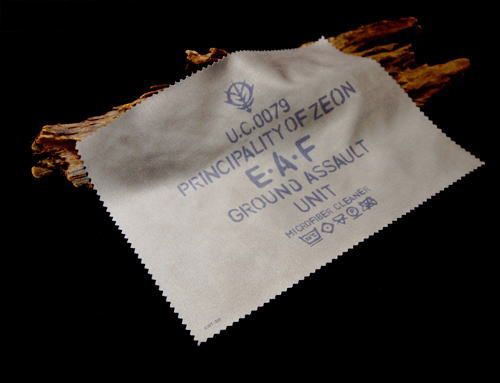 U.C.0079
PRINCIPALITY OF ZEON
E·A·F
GROUND ASSAULT
UNIT
MICROFIBER CLEANER